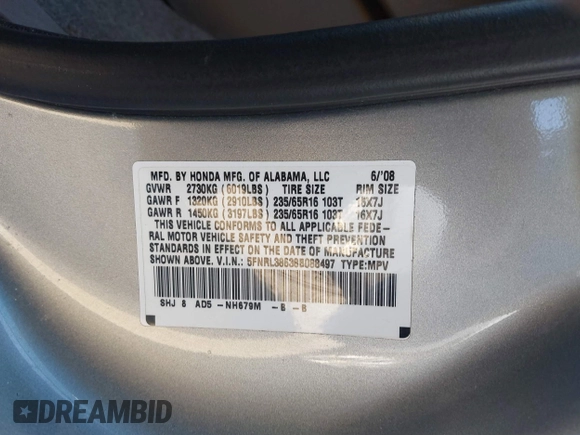 MFD. BY HONDA MFG. OF ALABAMA, LLC 6/'08
GVWR 2730KG (6019LBS) TIRE SIZE RIM SIZE
GAWR F 1320KG (2910LBS) 235/65R16 103T 16X7J
GAWR R 1450KG (3197LBS) 235/65R16 103T 16X7J
THIS VEHICLE CONFORMS TO ALL APPLICABLE FEDE-
RAL MOTOR VEHICLE SAFETY AND THEFT PREVENTION
STANDARDS IN EFFECT ON THE DATE OF MANUFACTURE
SHOWN ABOVE. V.I.N.: TYPE:MPV
SHJ 8 AD5 -NH679M -B -B
DREAMBID